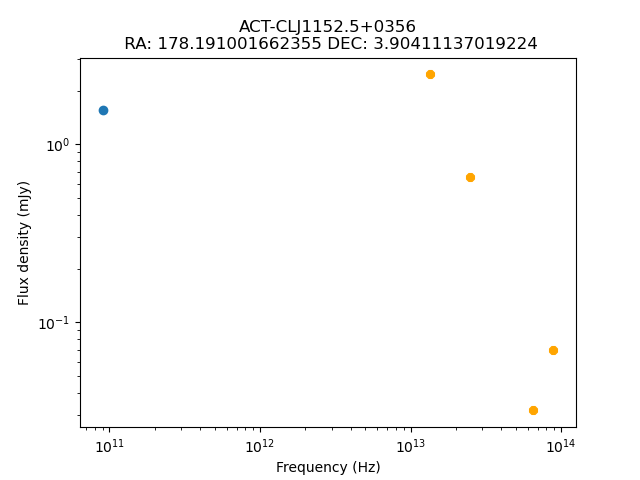 ACT-CLJ1152.5+0356
RA: 178.191001662355 DEC: 3.90411137019224
Flux density (mJy)
10⁰
10⁻¹
10¹¹ 10¹² 10¹³ 10¹⁴
Frequency (Hz)